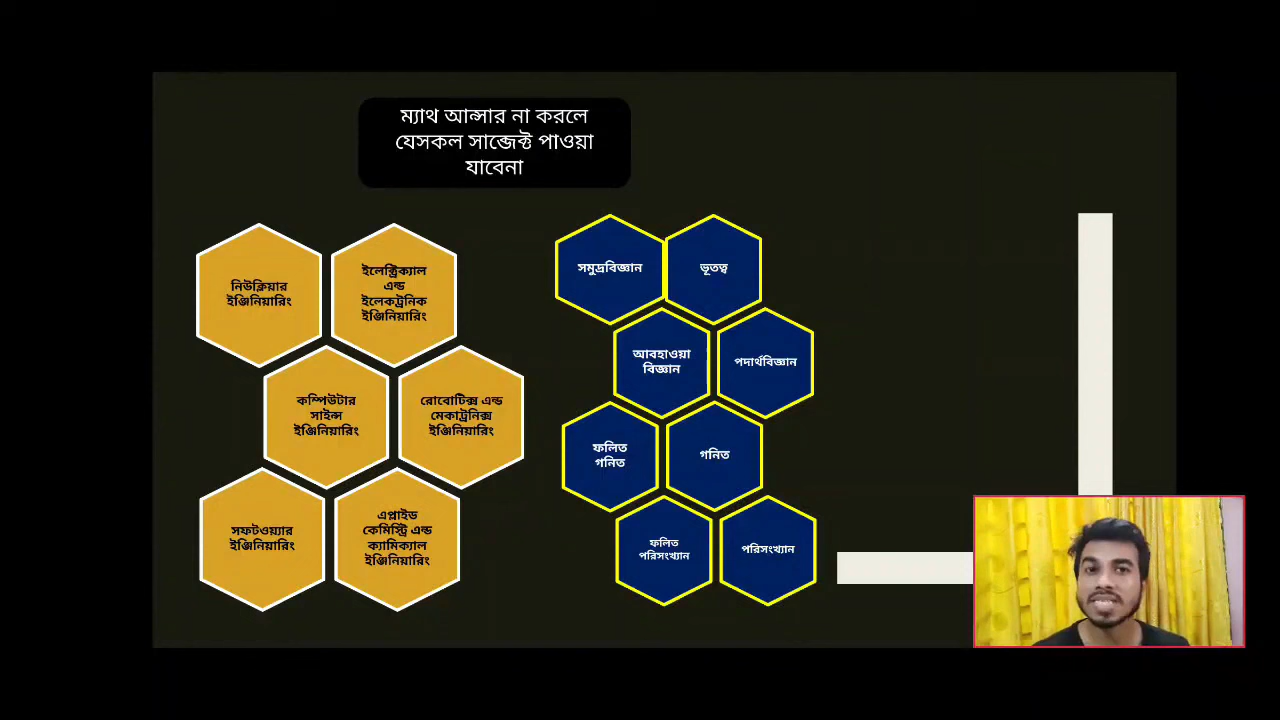 ম্যাথ আন্সার না করলে
যেসকল সাব্জেক্ট পাওয়া
যাবেনা
নিউক্লিয়ার
ইঞ্জিনিয়ারিং
ইলেক্ট্রিক্যাল
এন্ড
ইলেকট্রনিক
ইঞ্জিনিয়ারিং
কম্পিউটার
সাইন্স
ইঞ্জিনিয়ারিং
রোবোটিক্স এন্ড
মেকাট্রনিক্স
ইঞ্জিনিয়ারিং
সফটওয়্যার
ইঞ্জিনিয়ারিং
এপ্লাইড
কেমিস্ট্রি এন্ড
ক্যামিক্যাল
ইঞ্জিনিয়ারিং
সমুদ্রবিজ্ঞান
ভূতত্ব
আবহাওয়া
বিজ্ঞান
পদার্থবিজ্ঞান
ফলিত
গনিত
গনিত
ফলিত
পরিসংখ্যান
পরিসংখ্যান